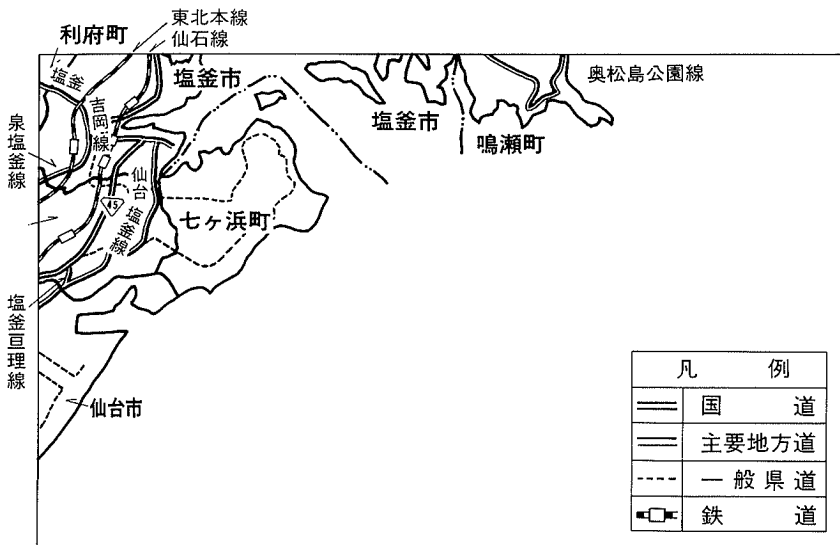 東北本線
仙石線
利府町
塩釜
吉岡線
塩釜市
奥松島公園線
塩釜市
鳴瀬町
泉塩釜線
45
仙台塩釜線
七ヶ浜町
塩釜亘理線
仙台市
凡 例
国 道
主要地方道
一般県道
鉄 道